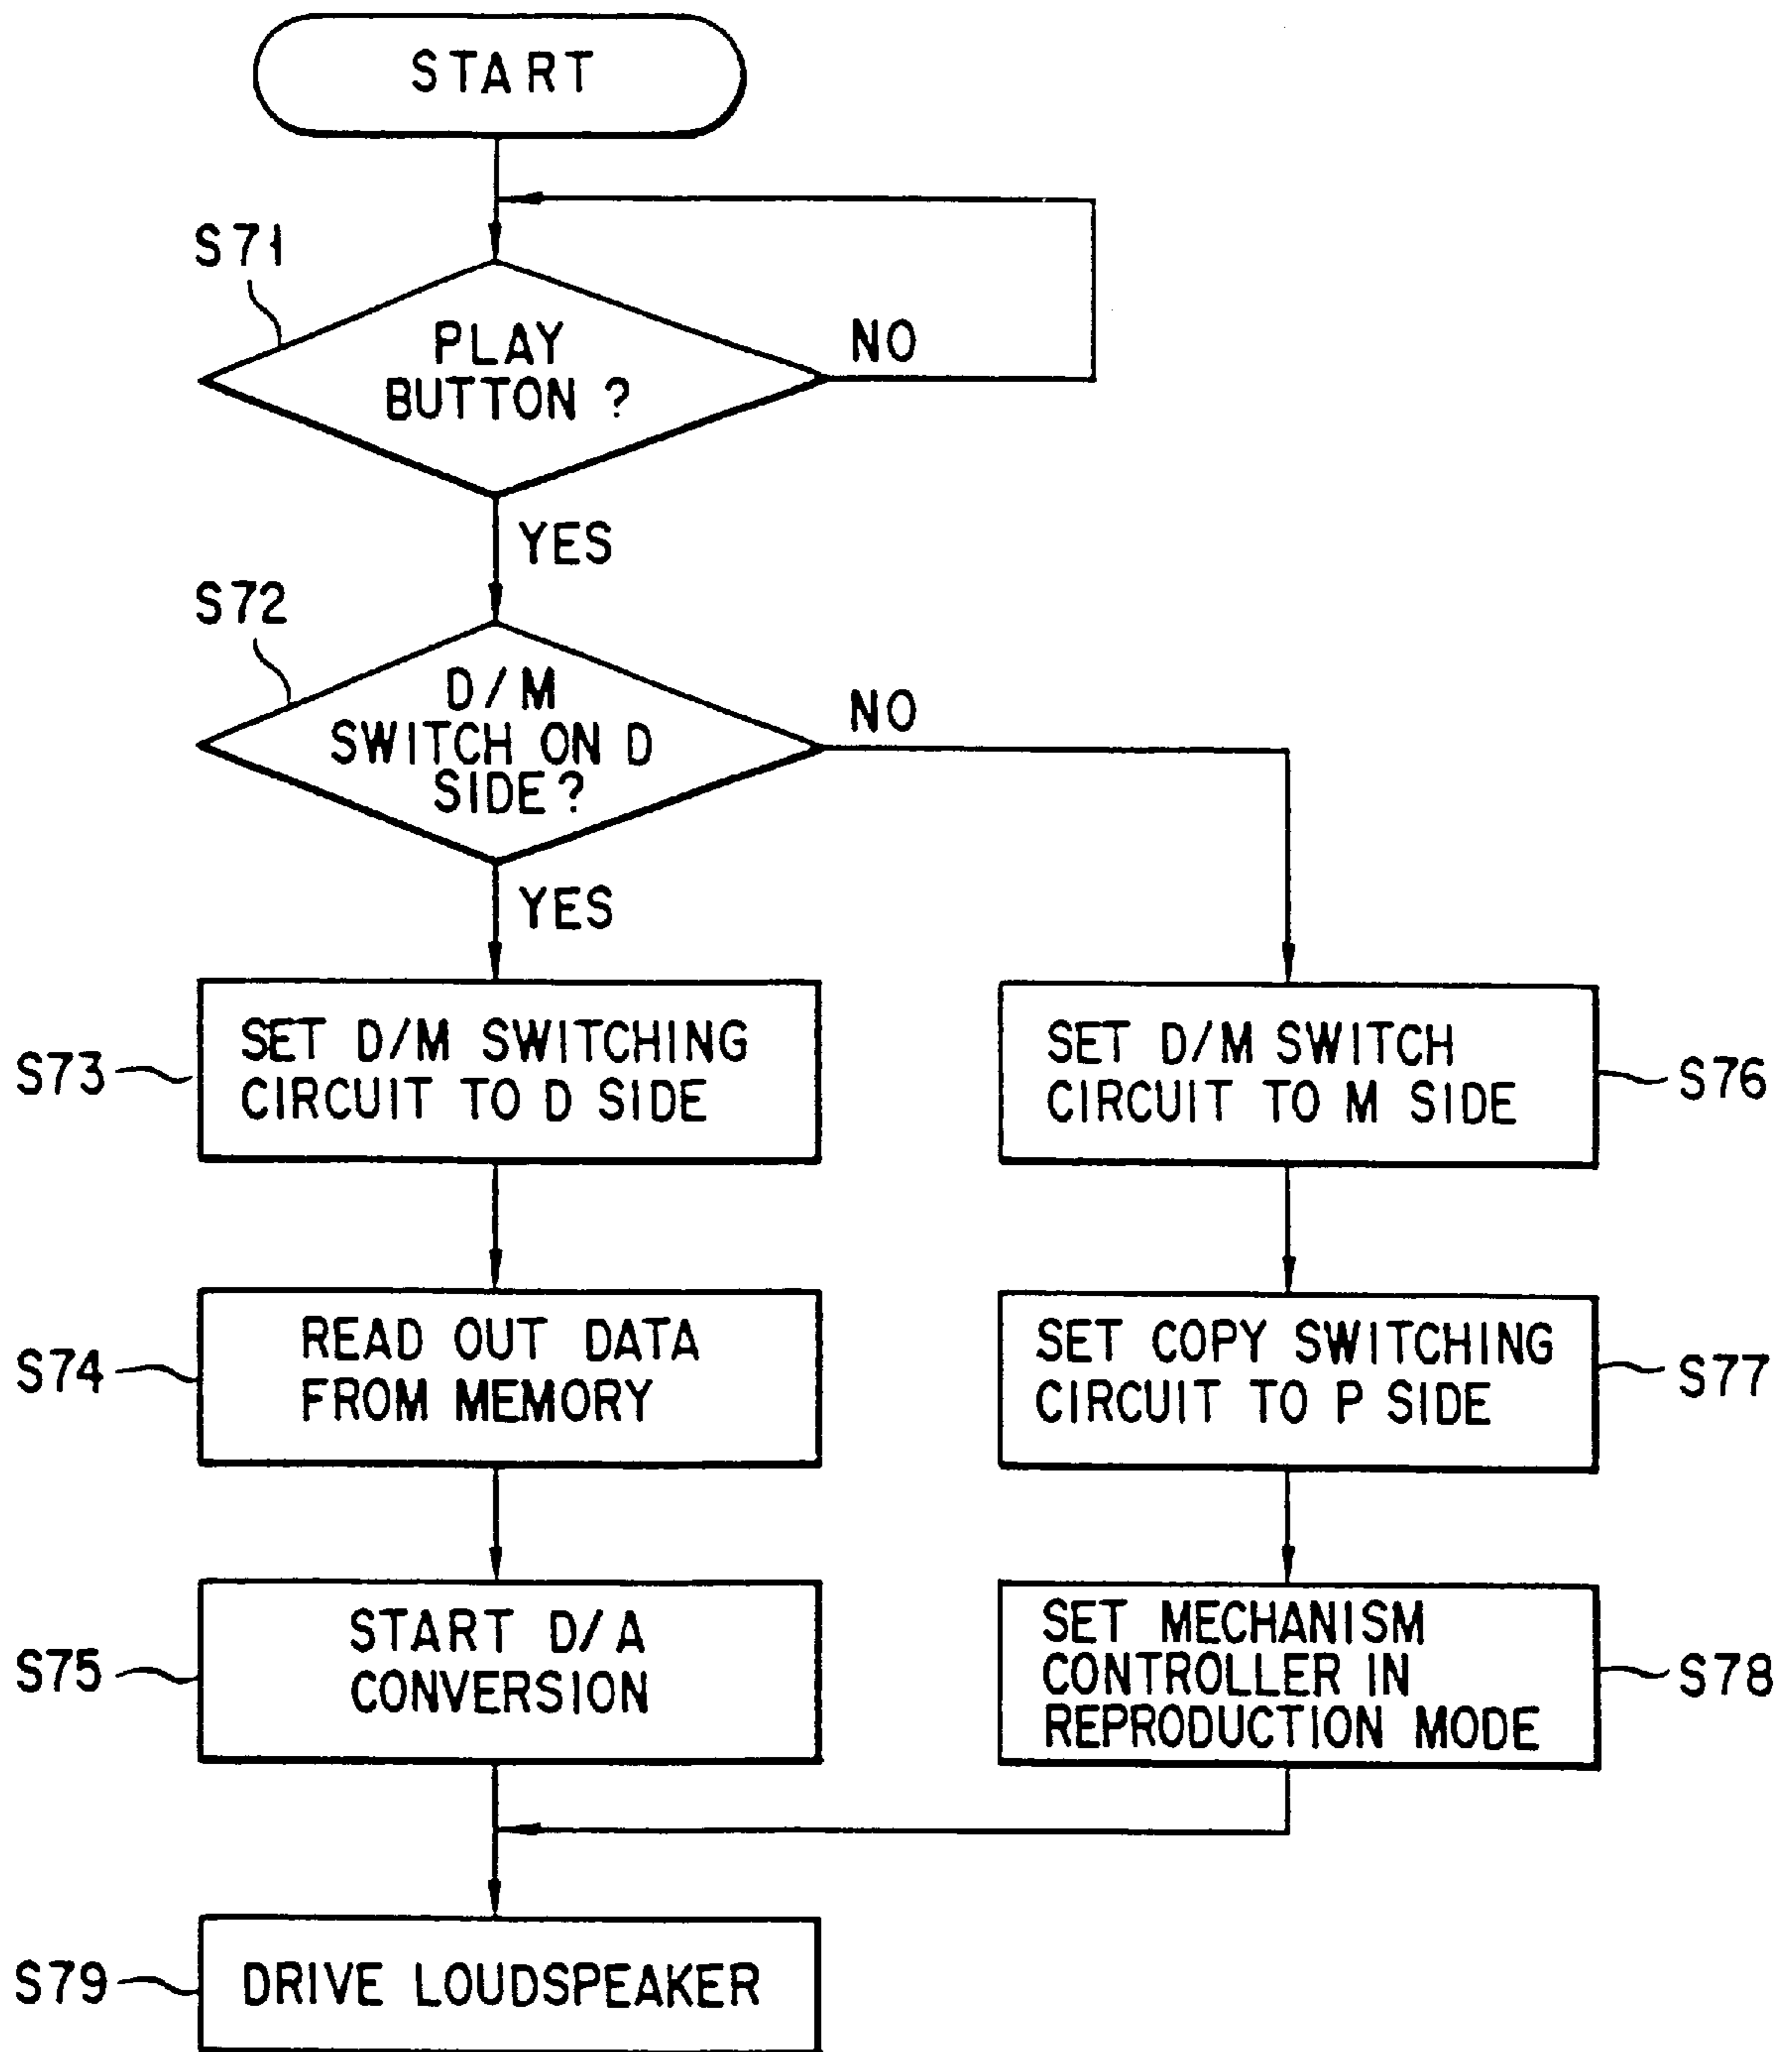 START
S71
PLAY
BUTTON ?
NO
YES
S72
D/M
SWITCH ON D
SIDE?
NO
YES
S73
SET D/M SWITCHING
CIRCUIT TO D SIDE
SET D/M SWITCH
CIRCUIT TO M SIDE
S76
S74
READ OUT DATA
FROM MEMORY
SET COPY SWITCHING
CIRCUIT TO P SIDE
S77
S75
START D/A
CONVERSION
SET MECHANISM
CONTROLLER IN
REPRODUCTION MODE
S78
S79
DRIVE LOUDSPEAKER